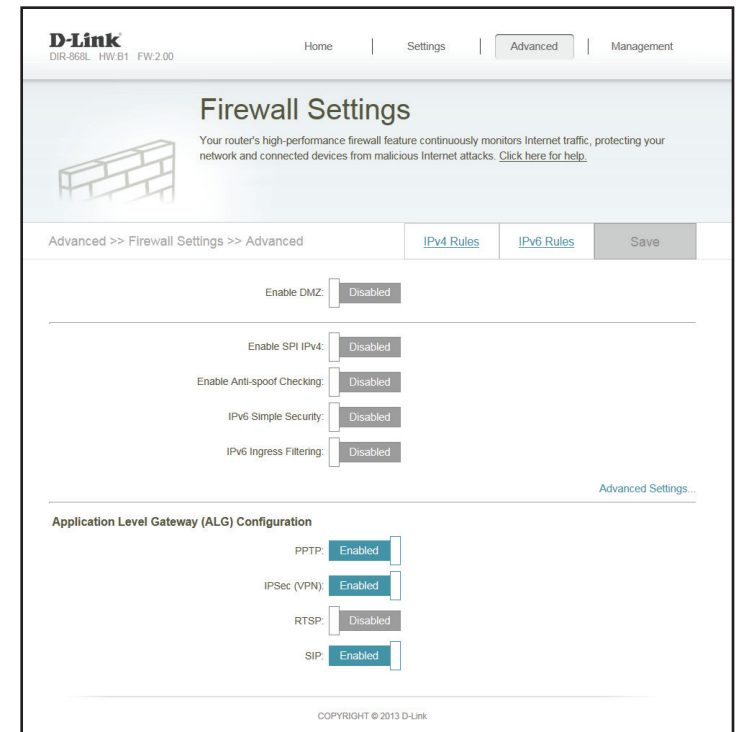 D-Link
DIR-868L HW:B1 FW:2.00
Home
Settings
Advanced
Management
Firewall Settings
Your router's high-performance firewall feature continuously monitors Internet traffic, protecting your
network and connected devices from malicious Internet attacks. Click here for help.
Advanced >> Firewall Settings >> Advanced
IPv4 Rules
IPv6 Rules
Save
Enable DMZ: Disabled
Enable SPI IPv4: Disabled
Enable Anti-spoof Checking: Disabled
IPv6 Simple Security: Disabled
IPv6 Ingress Filtering: Disabled
Advanced Settings...
Application Level Gateway (ALG) Configuration
PPTP: Enabled
IPSec (VPN): Enabled
RTSP: Disabled
SIP: Enabled
COPYRIGHT © 2013 D-Link